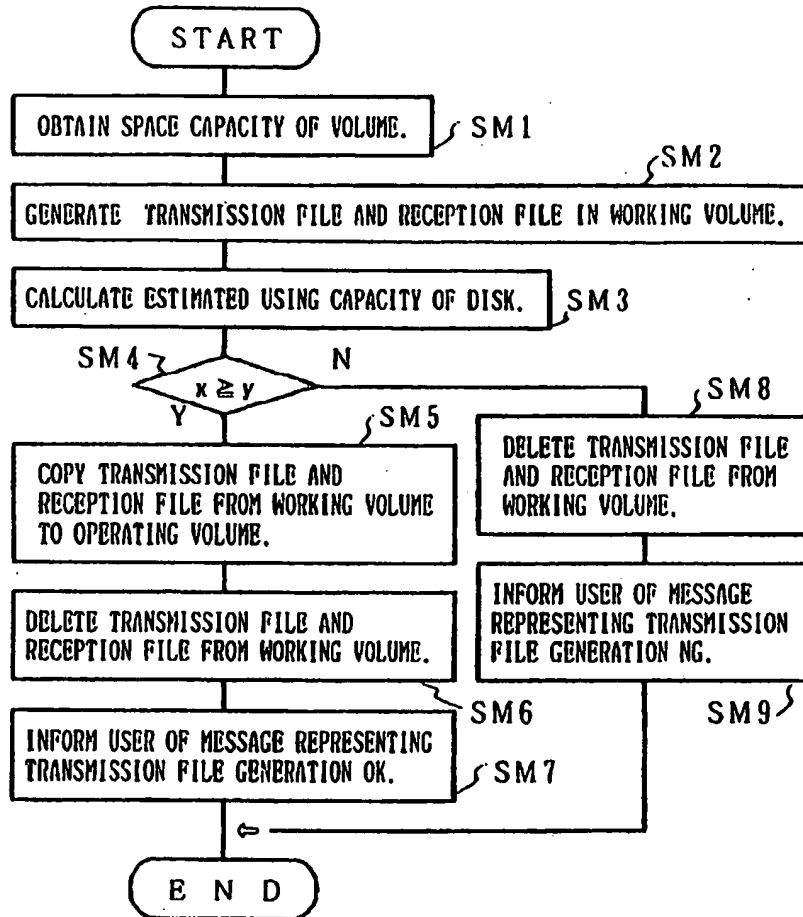 START
OBTAIN SPACE CAPACITY OF VOLUME.
SM1
SM2
GENERATE TRANSMISSION FILE AND RECEPTION FILE IN WORKING VOLUME.
CALCULATE ESTIMATED USING CAPACITY OF DISK.
SM3
SM4
N
x ≧ y
Y
SM5
COPY TRANSMISSION FILE AND
RECEPTION FILE FROM WORKING VOLUME
TO OPERATING VOLUME.
SM8
DELETE TRANSMISSION FILE
AND RECEPTION FILE FROM
WORKING VOLUME.
DELETE TRANSMISSION FILE AND
RECEPTION FILE FROM WORKING VOLUME.
SM6
INFORM USER OF MESSAGE
REPRESENTING TRANSMISSION
FILE GENERATION NG.
SM9
INFORM USER OF MESSAGE REPRESENTING
TRANSMISSION FILE GENERATION OK.
SM7
END